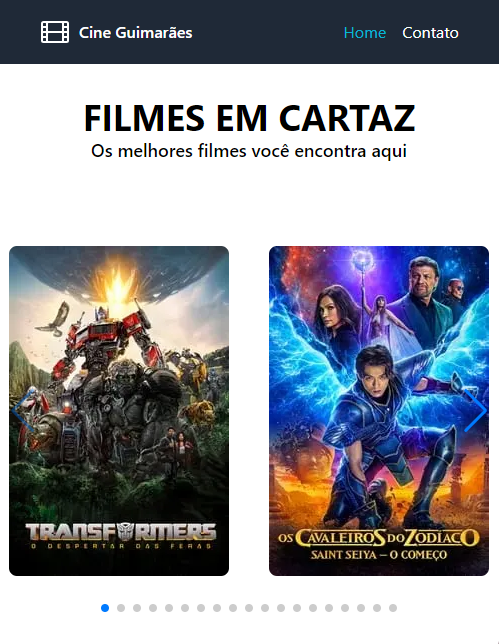 Cine Guimarães
Home
Contato
FILMES EM CARTAZ
Os melhores filmes você encontra aqui
TRANSFORMERS
O DESPERTAR DAS FERAS
OS CAVALEIROS DO ZODÍACO
SAINT SEIYA – O COMEÇO